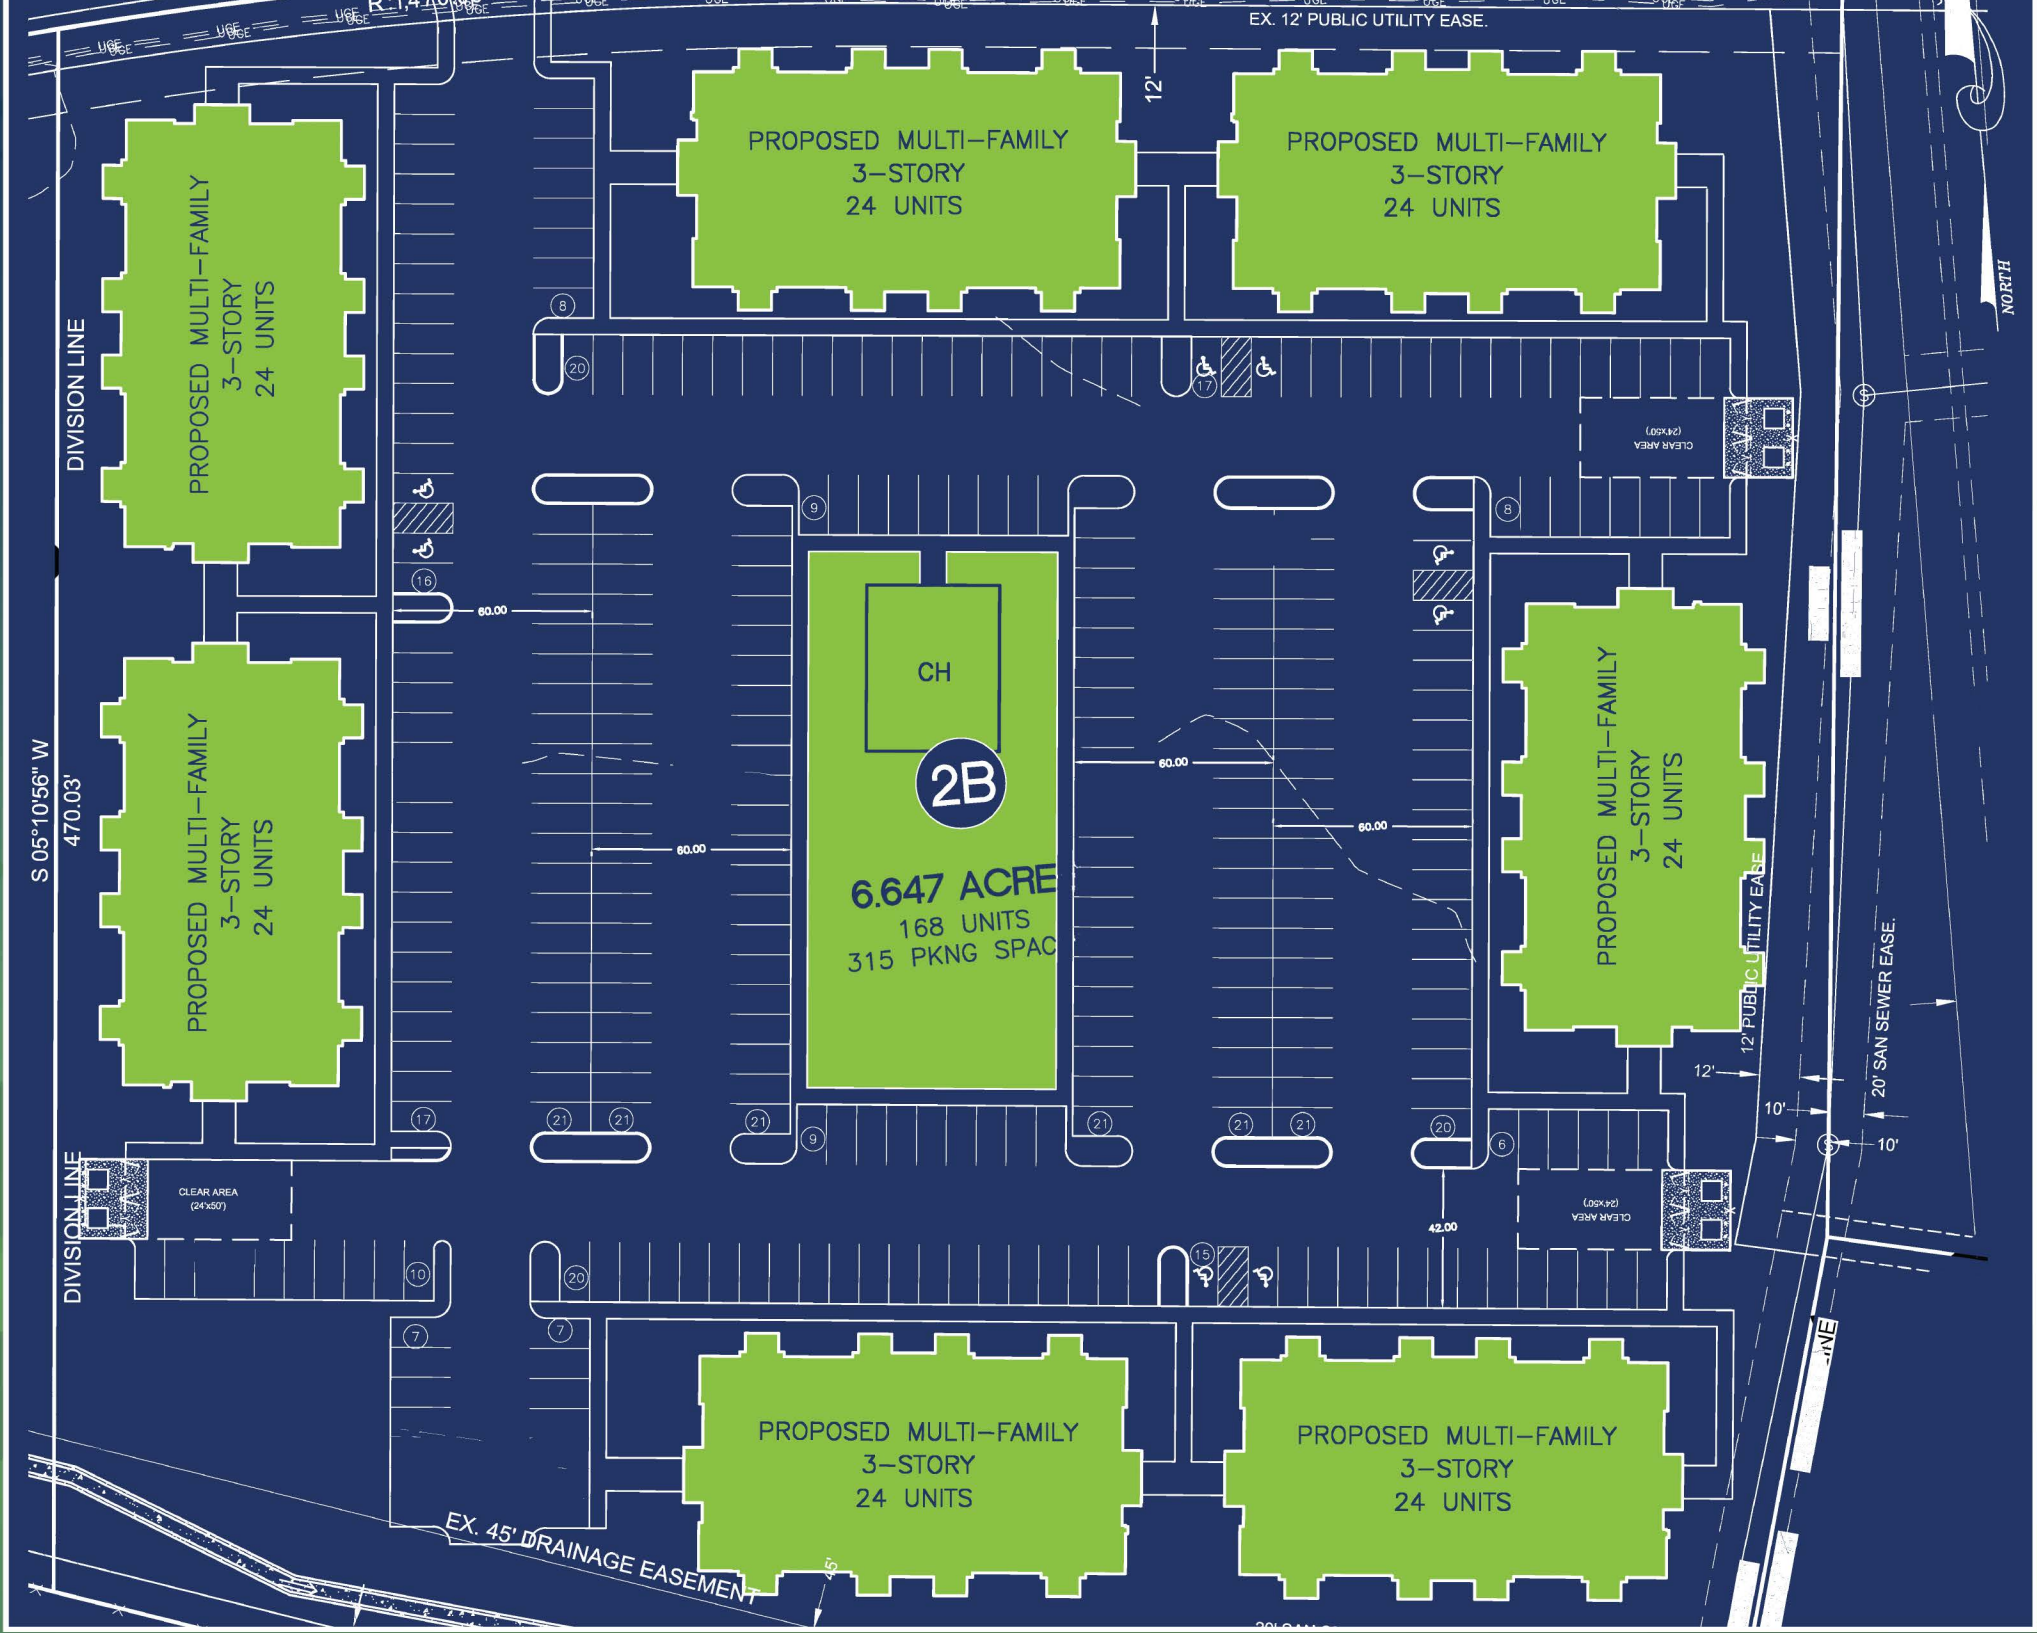 UGE UGE UGE UGE UGE UGE
EX. 12' PUBLIC UTILITY EASE.
12'
NORTH
PROPOSED MULTI-FAMILY
3-STORY
24 UNITS
PROPOSED MULTI-FAMILY
3-STORY
24 UNITS
PROPOSED MULTI-FAMILY
3-STORY
24 UNITS
DIVISION LINE
8
20
17
CLEAR AREA
(24'x50')
9
8
16
60.00
CH
2B
60.00
60.00
60.00
6.647 ACRE
168 UNITS
315 PKNG SPAC
S 05°10'56" W
470.03'
PROPOSED MULTI-FAMILY
3-STORY
24 UNITS
PROPOSED MULTI-FAMILY
3-STORY
24 UNITS
12' PUBLIC UTILITY EASE
20' SAN SEWER EASE.
12'
10'
10'
S
S
17
21
21
21
9
21
21
21
20
6
DIVISION LINE
CLEAR AREA
(24'x50')
CLEAR AREA
(24'x50')
42.00
10
20
15
7
7
PROPOSED MULTI-FAMILY
3-STORY
24 UNITS
PROPOSED MULTI-FAMILY
3-STORY
24 UNITS
EX. 45' DRAINAGE EASEMENT
45'